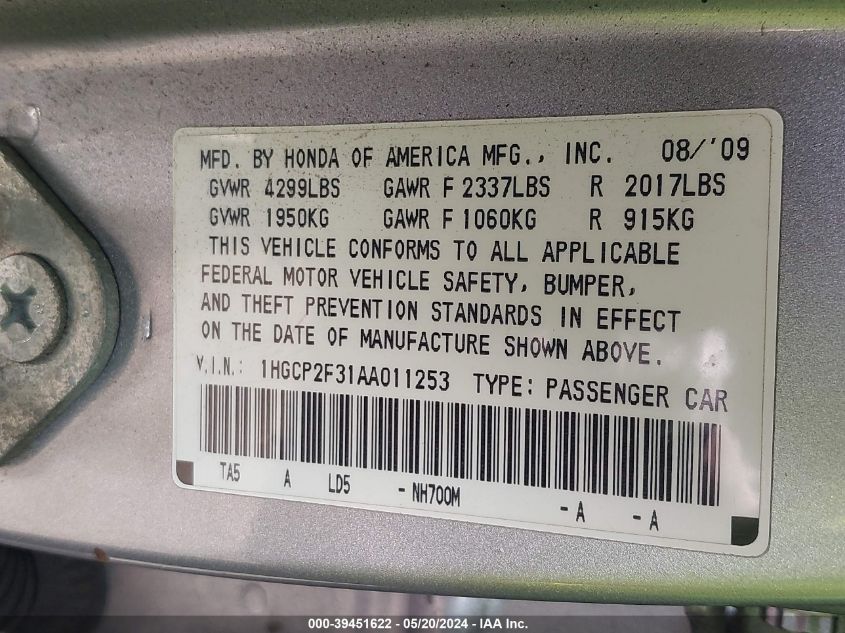 MFD. BY HONDA OF AMERICA MFG., INC. 08/'09
GVWR 4299LBS GAWR F 2337LBS R 2017LBS
GVWR 1950KG GAWR F 1060KG R 915KG
THIS VEHICLE CONFORMS TO ALL APPLICABLE
FEDERAL MOTOR VEHICLE SAFETY, BUMPER,
AND THEFT PREVENTION STANDARDS IN EFFECT
ON THE DATE OF MANUFACTURE SHOWN ABOVE.
V.I.N.: 1HGCP2F31AA011253 TYPE: PASSENGER CAR
TA5 A LD5 -NH700M -A -A
000-39451622 — 05/20/2024 — IAA Inc.